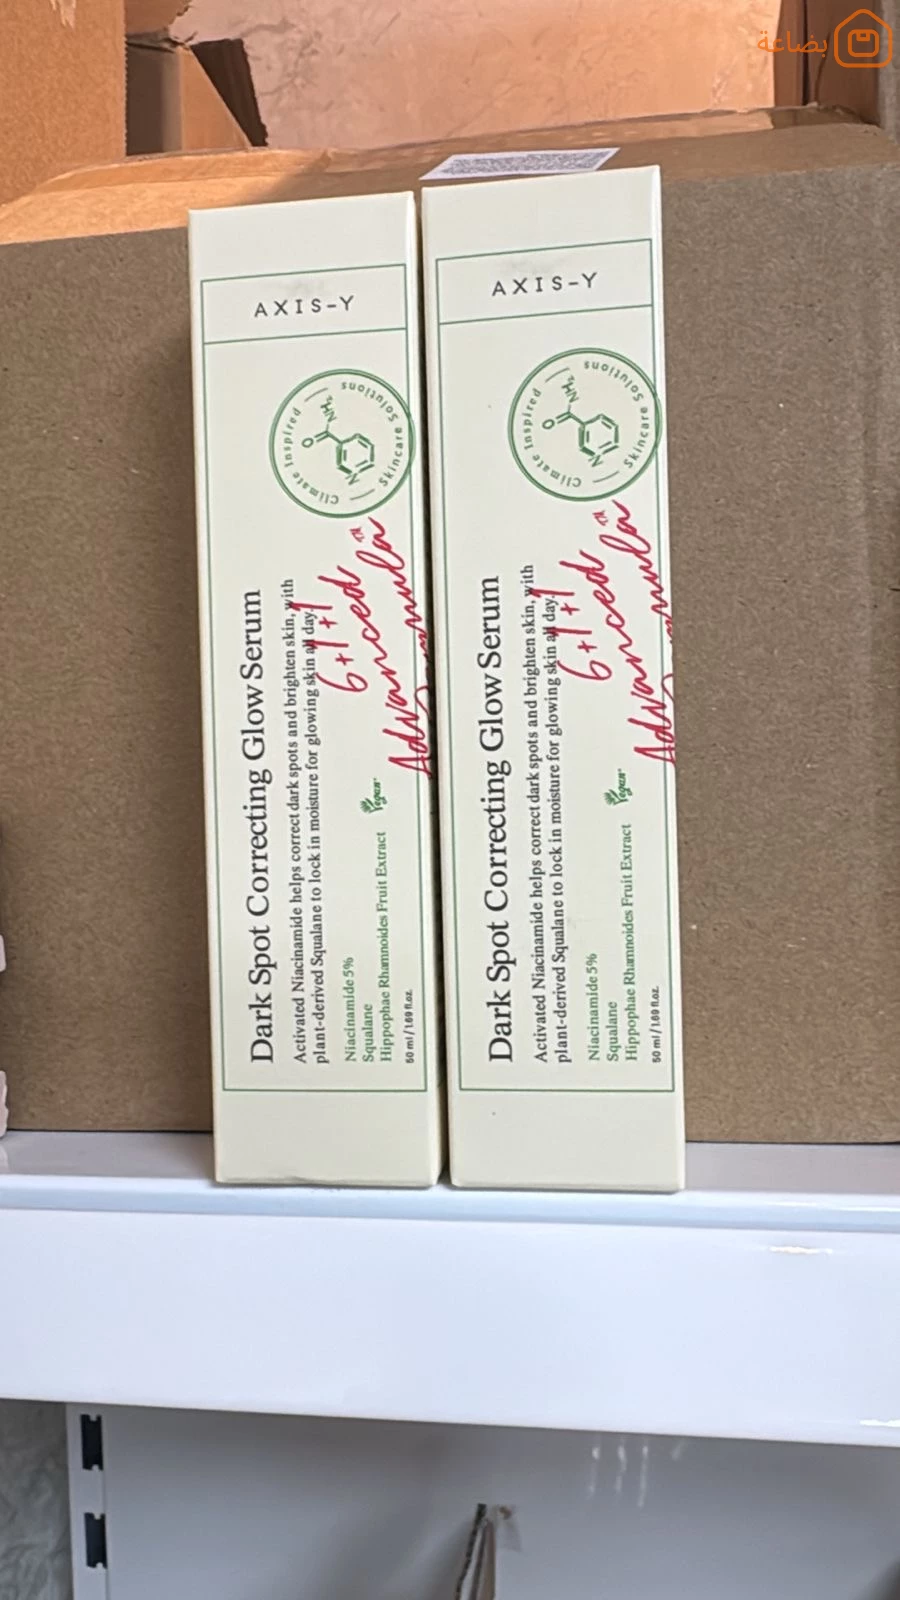 بضاعة
AXIS-Y
Climate Inspired
Skincare Solutions
NH₂
O
N
Dark Spot Correcting Glow Serum
Activated Niacinamide helps correct dark spots and brighten skin, with
plant-derived Squalane to lock in moisture for glowing skin all day.
6+1+1
Advanced
Niacinamide 5%
Squalane
Hippophae Rhamnoides Fruit Extract
Vegan
50 ml / 1.69 fl.oz.
AXIS-Y
Climate Inspired
Skincare Solutions
NH₂
O
N
Dark Spot Correcting Glow Serum
Activated Niacinamide helps correct dark spots and brighten skin, with
plant-derived Squalane to lock in moisture for glowing skin all day.
6+1+1
Advanced
Niacinamide 5%
Squalane
Hippophae Rhamnoides Fruit Extract
Vegan
50 ml / 1.69 fl.oz.